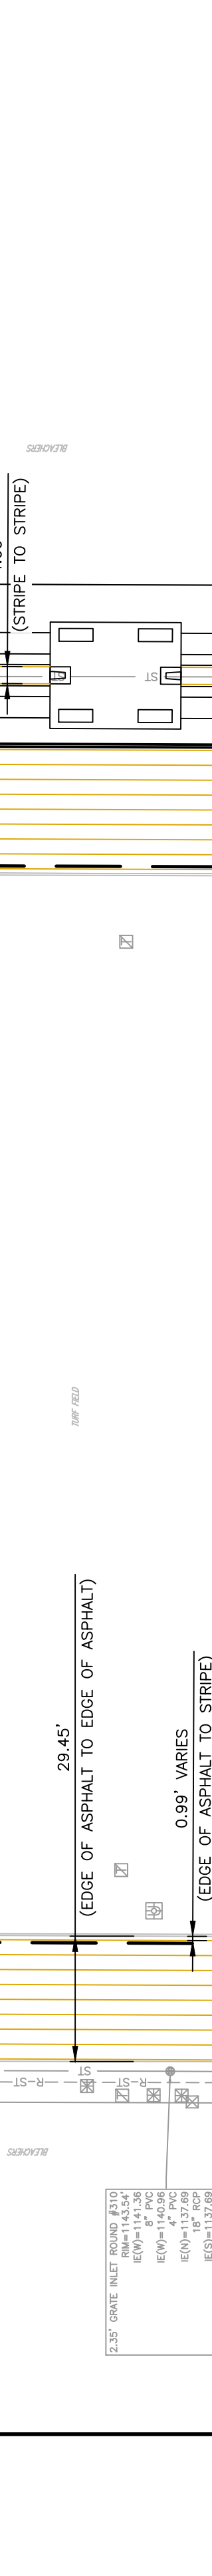 BLEACHERS
(STRIPE TO STRIPE)
ST
ST
TURF FIELD
29.45'
(EDGE OF ASPHALT TO EDGE OF ASPHALT)
0.99' VARIES
(EDGE OF ASPHALT TO STRIPE)
ST
R-ST
R-ST
BLEACHERS
2.35' GRATE INLET ROUND #310
RIM=1143.54'
IE(W)=1141.36
8" PVC
IE(W)=1140.96
4" PVC
IE(N)=1137.69
18" RCP
IE(S)=1137.69